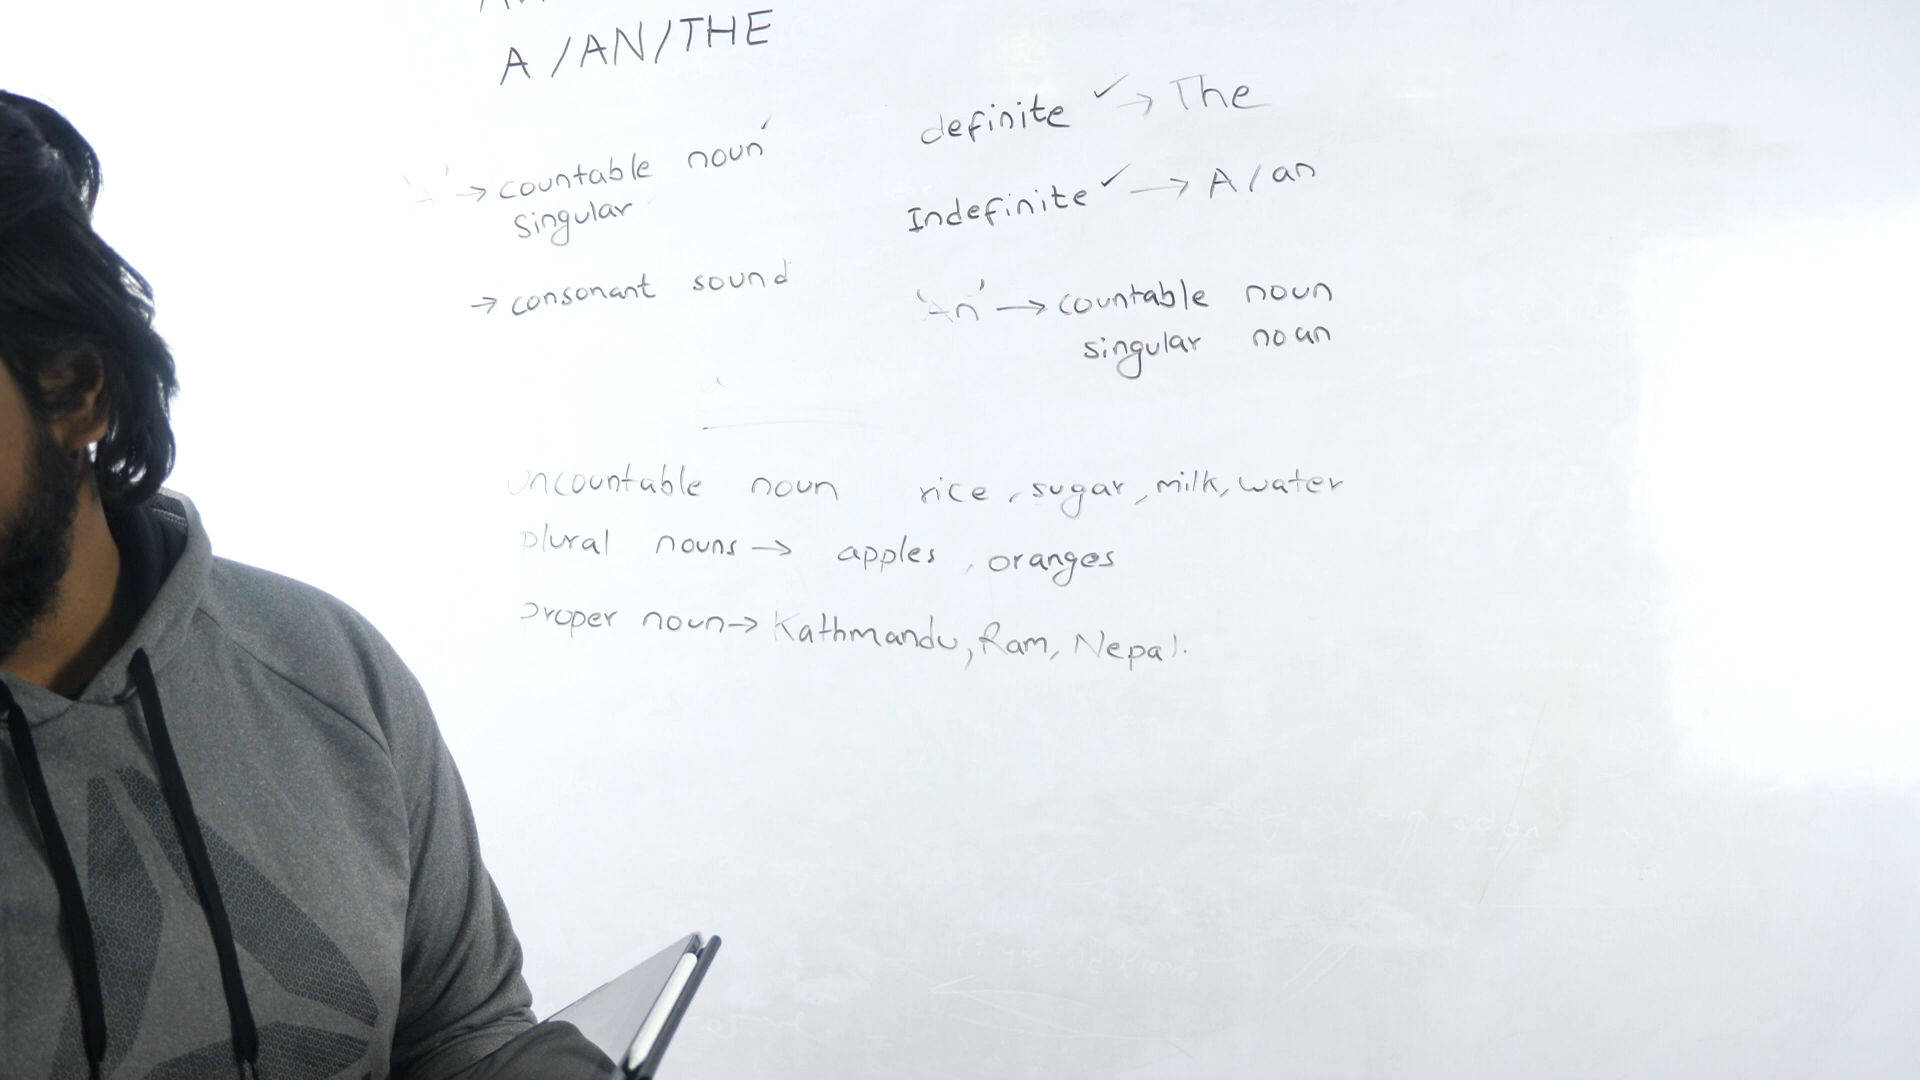 A/AN/THE
'A' → countable noun
singular
→ consonant sound
definite ✓ → The
Indefinite ✓ → A/an
'An' → countable noun
singular noun
uncountable noun rice, sugar, milk, water
plural nouns → apples, oranges
proper noun → Kathmandu, Ram, Nepal.